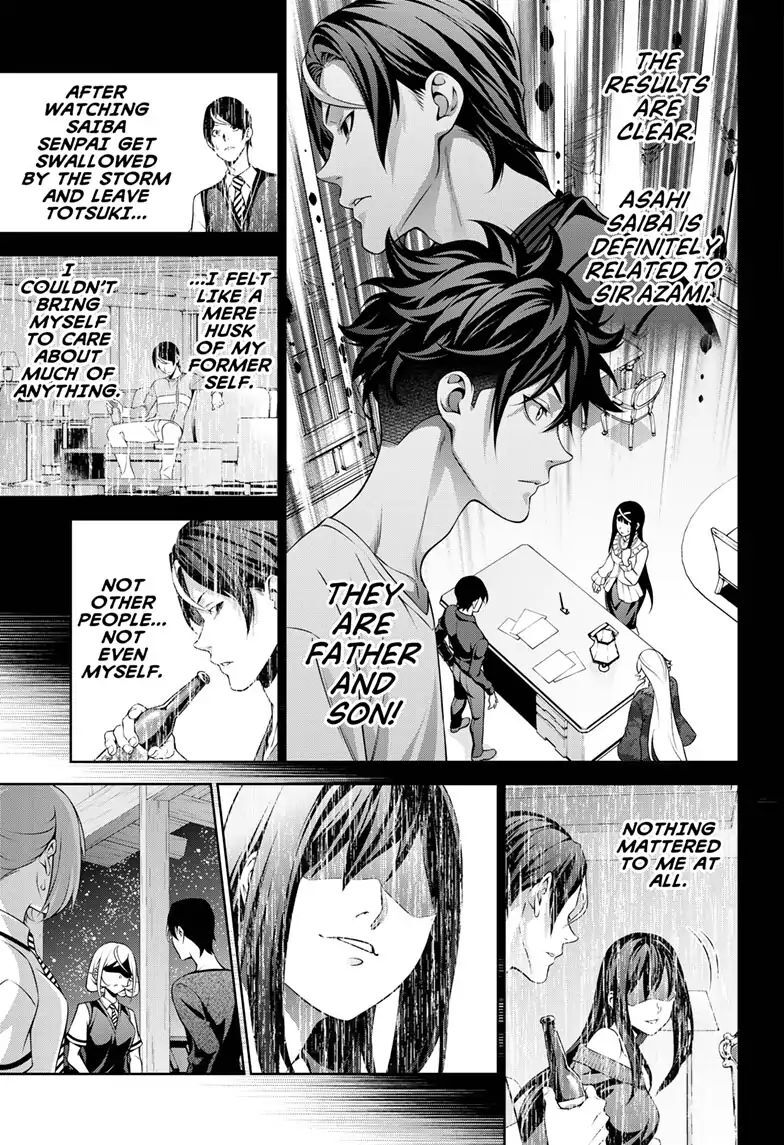 THE
RESULTS
ARE
CLEAR.
ASAHI
SAIBA IS
DEFINITELY
RELATED TO
SIR AZAMI.
THEY
ARE
FATHER
AND
SON!
AFTER
WATCHING
SAIBA
SENPAI GET
SWALLOWED
BY THE STORM
AND LEAVE
TOTSUKI...
...I FELT
LIKE A
MERE HUSK
OF MY
FORMER
SELF.
I
COULDN'T
BRING
MYSELF
TO CARE
ABOUT
MUCH OF
ANYTHING.
NOT
OTHER
PEOPLE...
NOT
EVEN
MYSELF.
NOTHING
MATTERED
TO ME AT
ALL.